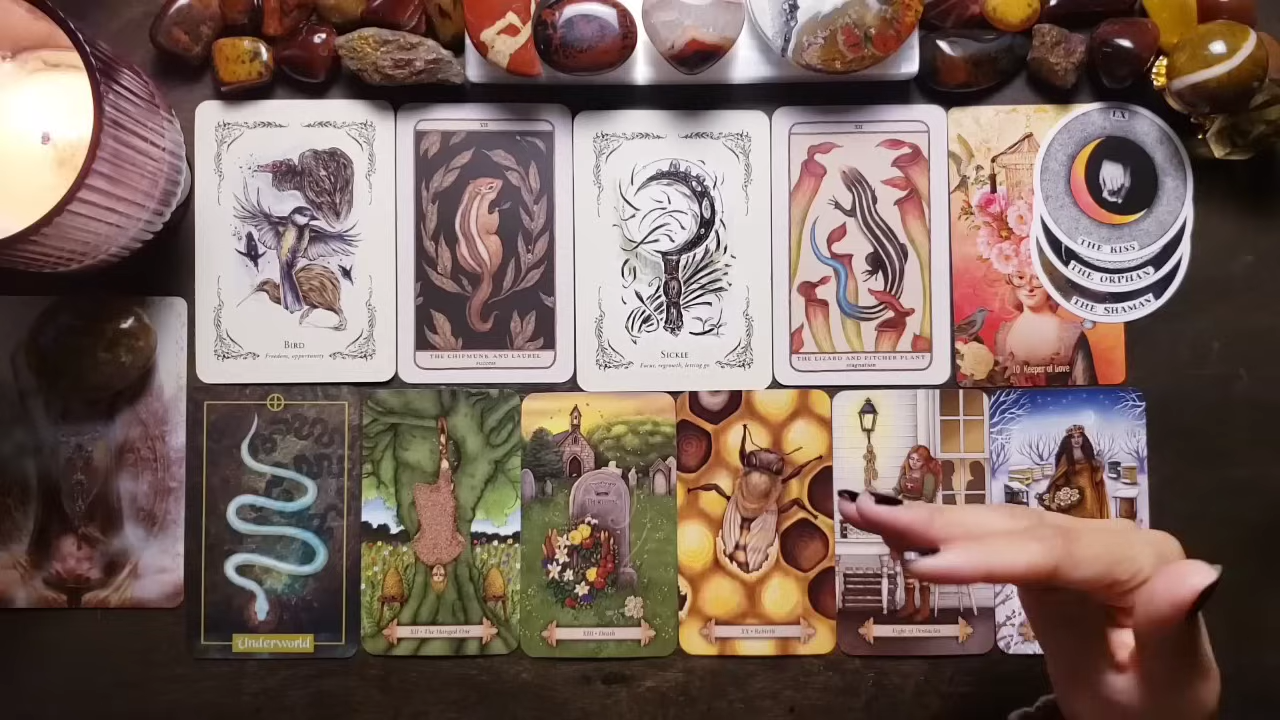 BIRD
Freedom, opportunity
XII
THE CHIPMUNK AND LAUREL
success
SICKLE
Focus, regrowth, letting go
THE LIZARD AND PITCHER PLANT
stagnation
10 Keeper of Love
IX
THE KISS
THE ORPHAN
THE SHAMAN
Underworld
XII • The Hanged One
XIII • Death
XX • Rebirth
Eight of Pentacles